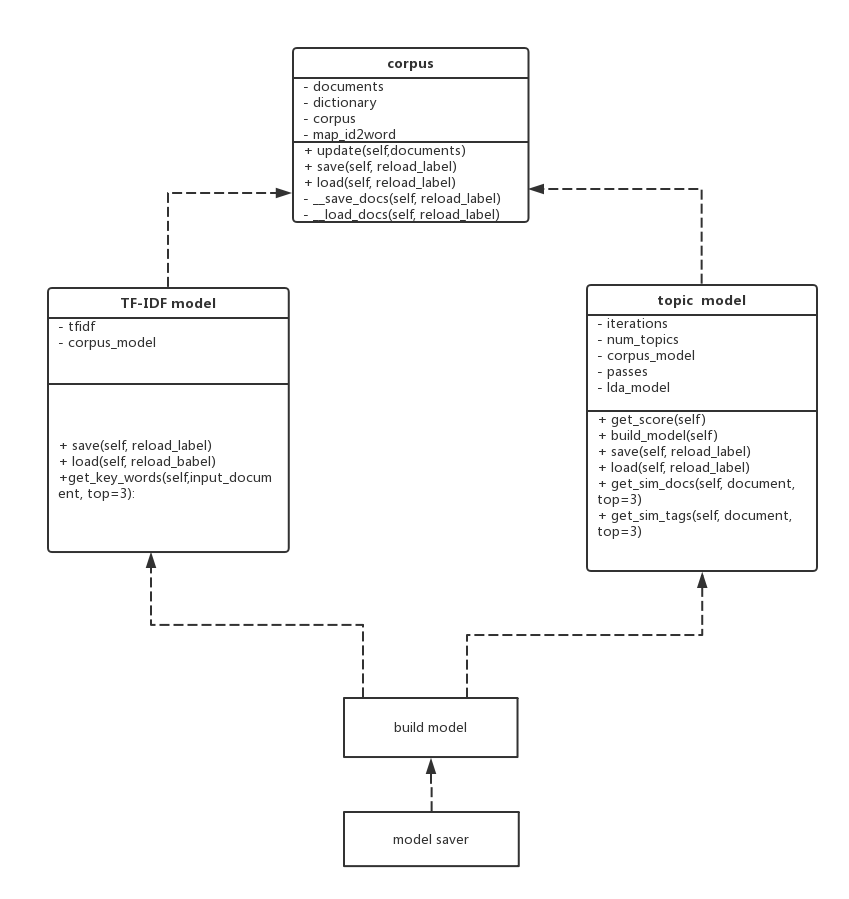 corpus
- documents
- dictionary
- corpus
- map_id2word
+ update(self,documents)
+ save(self, reload_label)
+ load(self, reload_label)
- __save_docs(self, reload_label)
- __load_docs(self, reload_label)
TF-IDF model
- tfidf
- corpus_model
+ save(self, reload_label)
+ load(self, reload_babel)
+get_key_words(self,input_docum
ent, top=3):
topic  model
- iterations
- num_topics
- corpus_model
- passes
- lda_model
+ get_score(self)
+ build_model(self)
+ save(self, reload_label)
+ load(self, reload_label)
+ get_sim_docs(self, document,
top=3)
+ get_sim_tags(self, document,
top=3)
build model
model saver